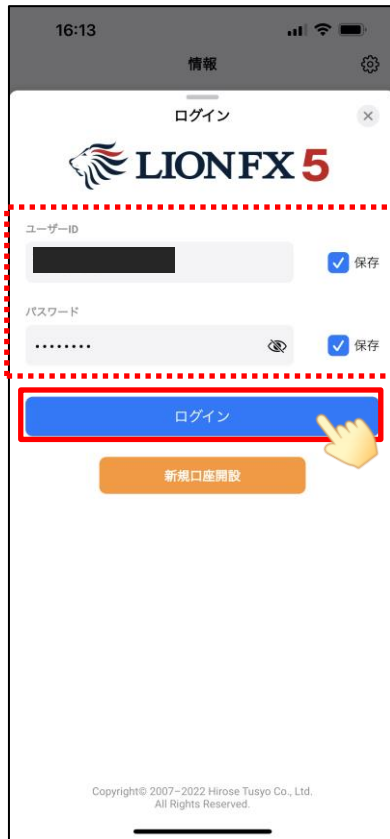 16:13
情報
ログイン
LION FX 5
ユーザーID
保存
パスワード
........
保存
ログイン
新規口座開設
Copyright© 2007-2022 Hirose Tusyo Co., Ltd.
All Rights Reserved.